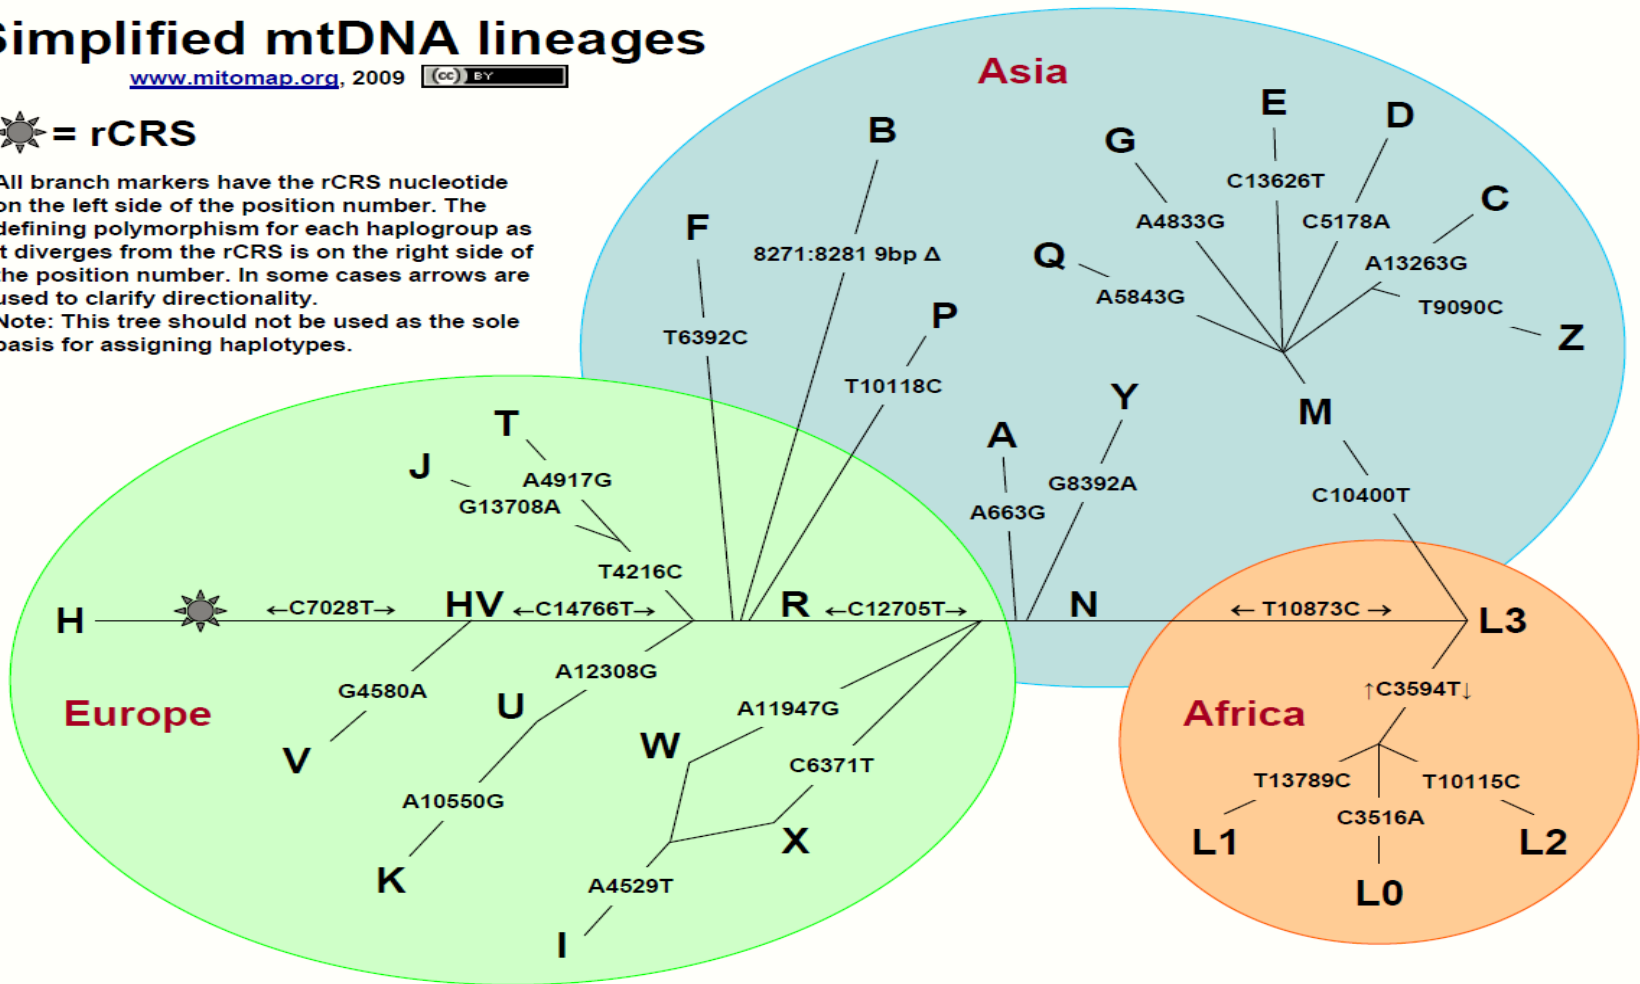 Simplified mtDNA lineages
www.mitomap.org, 2009 (cc) BY
= rCRS
All branch markers have the rCRS nucleotide
on the left side of the position number. The
defining polymorphism for each haplogroup as
it diverges from the rCRS is on the right side of
the position number. In some cases arrows are
used to clarify directionality.
Note: This tree should not be used as the sole
basis for assigning haplotypes.
Asia
B
G
E
D
C
F
Q
P
Z
C13626T
A4833G
C5178A
8271:8281 9bp Δ
A13263G
A5843G
T9090C
T6392C
T10118C
Y
M
A
G8392A
A663G
C10400T
T
J
A4917G
G13708A
T4216C
H
←C7028T→
HV
←C14766T→
R
←C12705T→
N
← T10873C →
L3
A12308G
G4580A
U
Europe
V
A11947G
W
C6371T
A10550G
X
K
A4529T
I
↑C3594T↓
Africa
T13789C
T10115C
C3516A
L1
L2
L0